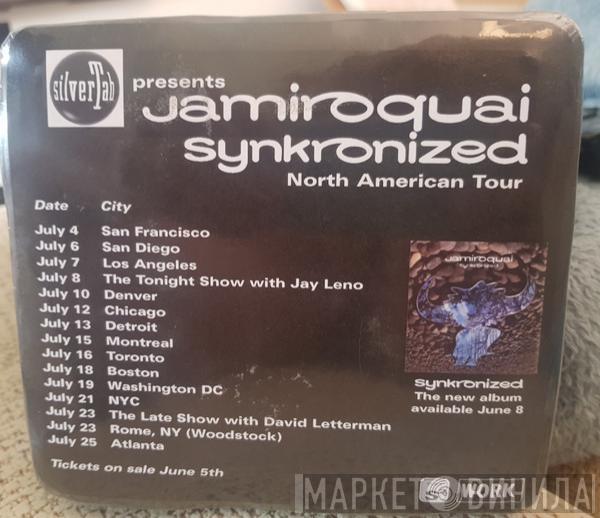 silverTab
presents
Jamiroquai
synkronized
North American Tour
Date City
July 4 San Francisco
July 6 San Diego
July 7 Los Angeles
July 8 The Tonight Show with Jay Leno
July 10 Denver
July 12 Chicago
July 13 Detroit
July 15 Montreal
July 16 Toronto
July 18 Boston
July 19 Washington DC
July 21 NYC
July 23 The Late Show with David Letterman
July 23 Rome, NY (Woodstock)
July 25 Atlanta
Tickets on sale June 5th
Jamiroquai
synkronized
synkronized
The new album
available June 8
WORK
МАРКЕТ ВИНИЛА